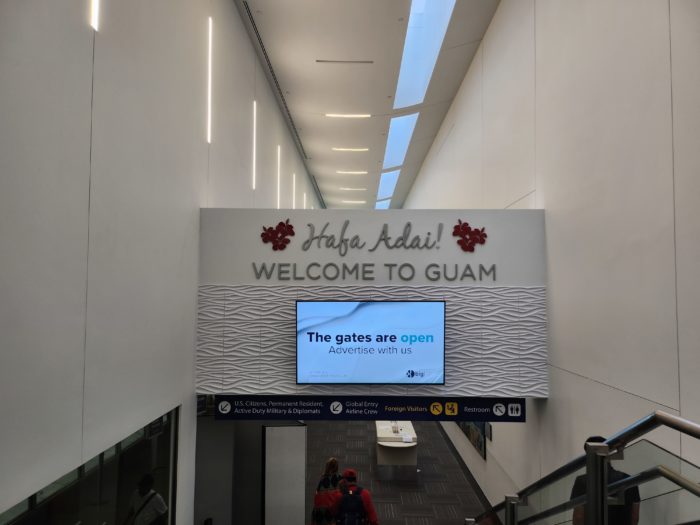 Hafa Adai!
WELCOME TO GUAM
The gates are open
Advertise with us
bigi
U.S. Citizens, Permanent Resident,
Active Duty Military & Diplomats
Global Entry
Airline Crew
Foreign Visitors
Restroom